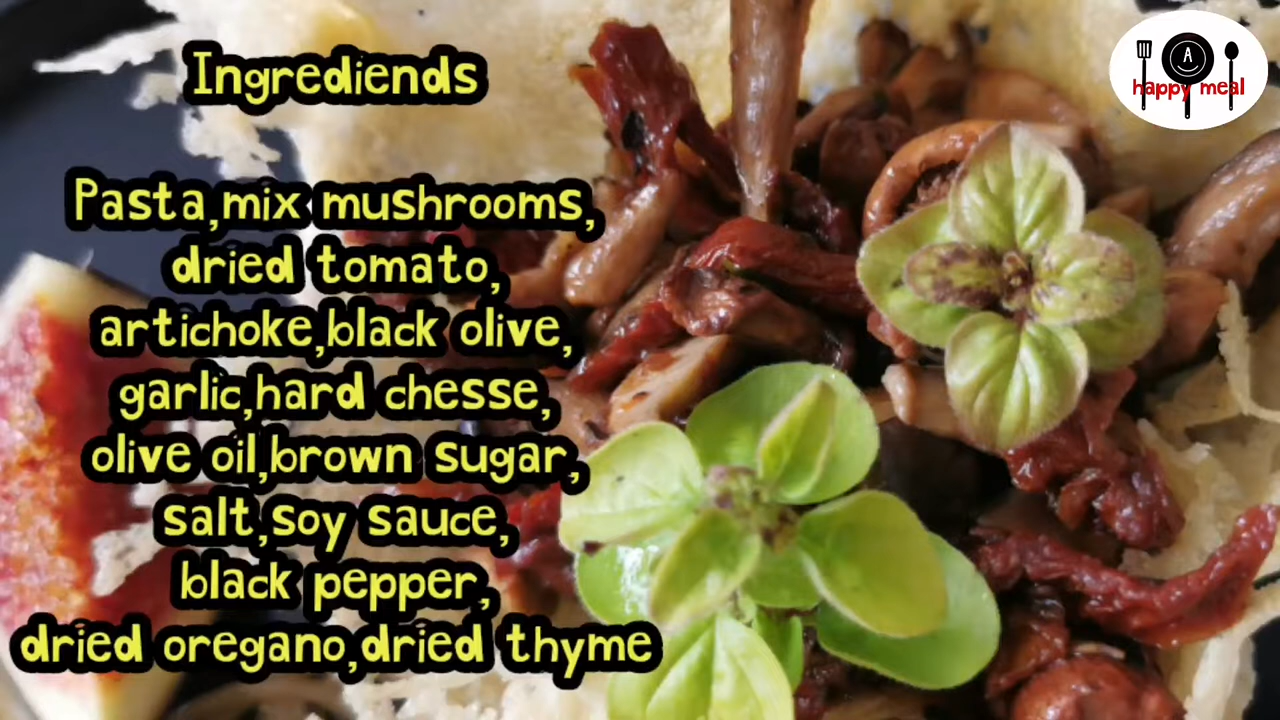 Ingrediends
A
happy meal
Pasta,mix mushrooms,
dried tomato,
artichoke,black olive,
garlic,hard chesse,
olive oil,brown sugar,
salt,soy sauce,
black pepper,
dried oregano,dried thyme